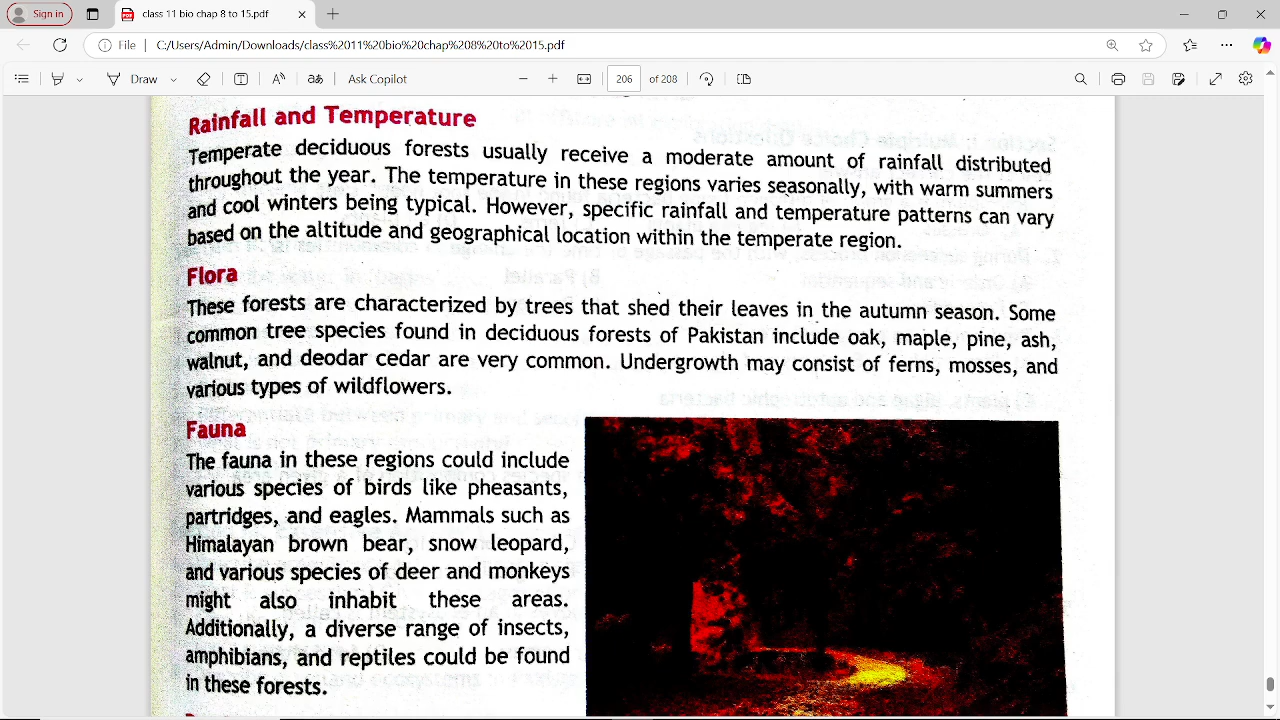 Sign in
class 11 bio chap 8 to 15.pdf
File
C:/Users/Admin/Downloads/class%2011%20bio%20chap%208%20to%2015.pdf
Draw
Ask Copilot
206 of 208
Rainfall and Temperature
Temperate deciduous forests usually receive a moderate amount of rainfall distributed
throughout the year. The temperature in these regions varies seasonally, with warm summers
and cool winters being typical. However, specific rainfall and temperature patterns can vary
based on the altitude and geographical location within the temperate region.
Flora
These forests are characterized by trees that shed their leaves in the autumn season. Some
common tree species found in deciduous forests of Pakistan include oak, maple, pine, ash,
walnut, and deodar cedar are very common. Undergrowth may consist of ferns, mosses, and
various types of wildflowers.
Fauna
The fauna in these regions could include
various species of birds like pheasants,
partridges, and eagles. Mammals such as
Himalayan brown bear, snow leopard,
and various species of deer and monkeys
might also inhabit these areas.
Additionally, a diverse range of insects,
amphibians, and reptiles could be found
in these forests.